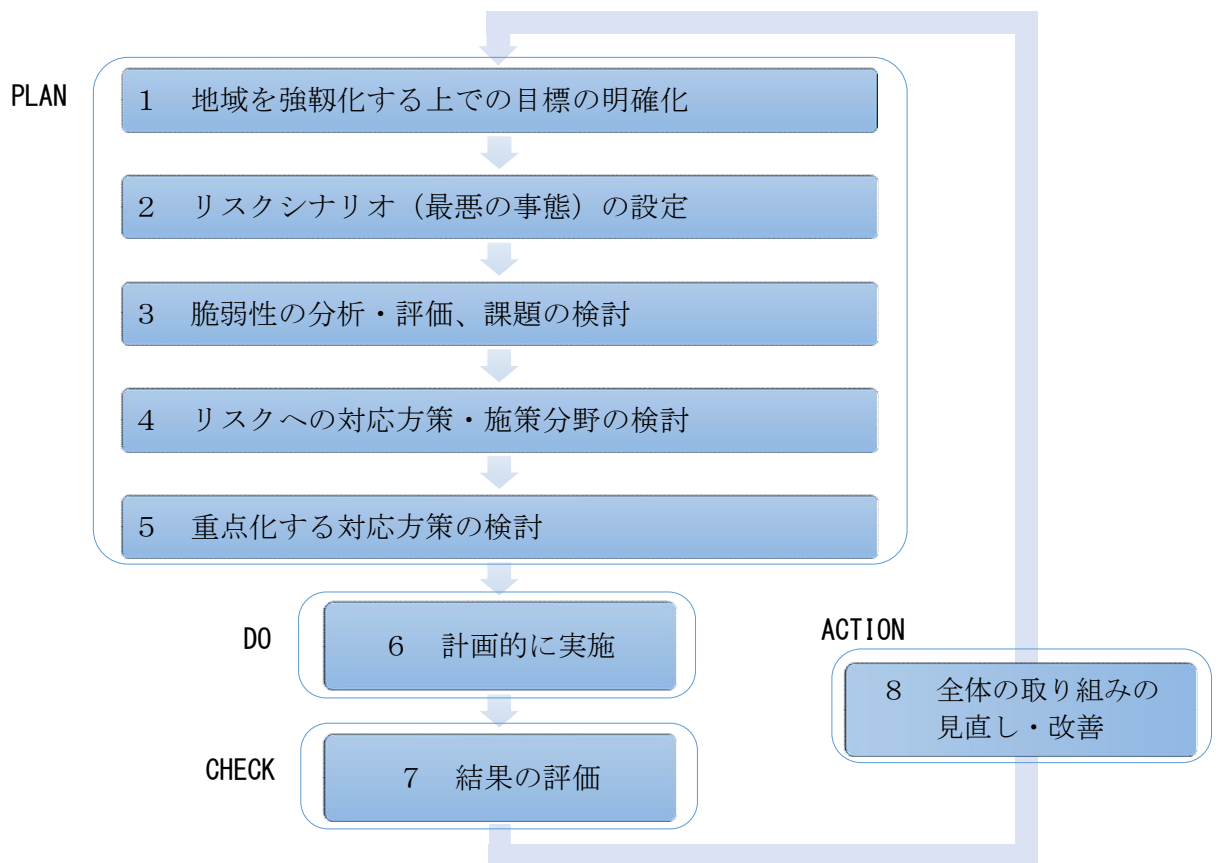 PLAN
1 地域を強靱化する上での目標の明確化
2 リスクシナリオ（最悪の事態）の設定
3 脆弱性の分析・評価、課題の検討
4 リスクへの対応方策・施策分野の検討
5 重点化する対応方策の検討
DO
6 計画的に実施
CHECK
7 結果の評価
ACTION
8 全体の取り組みの
見直し・改善